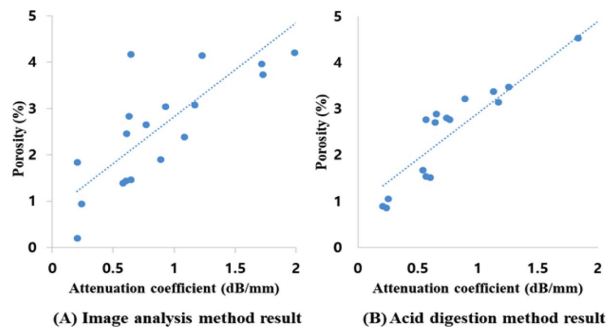 5
4
3
2
1
0
Porosity (%)
0 0.5 1 1.5 2
Attenuation coefficient (dB/mm)
(A) Image analysis method result
5
4
3
2
1
0
Porosity (%)
0 0.5 1 1.5 2
Attenuation coefficient (dB/mm)
(B) Acid digestion method result